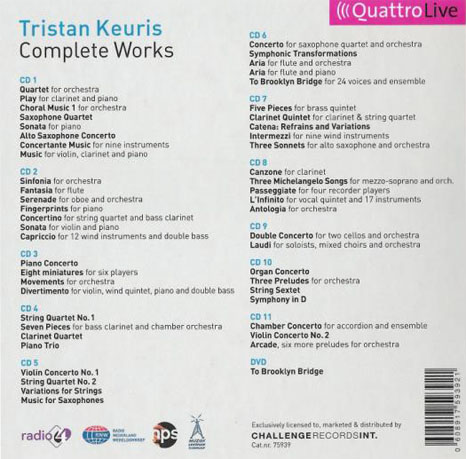 QuattroLive
Tristan Keuris
Complete Works
CD 1
Quartet for orchestra
Play for clarinet and piano
Choral Music 1 for orchestra
Saxophone Quartet
Sonata for piano
Alto Saxophone Concerto
Concertante Music for nine instruments
Music for violin, clarinet and piano
CD 2
Sinfonia for orchestra
Fantasia for flute
Serenade for oboe and orchestra
Fingerprints for piano
Concertino for string quartet and bass clarinet
Sonata for violin and piano
Capriccio for 12 wind instruments and double bass
CD 3
Piano Concerto
Eight miniatures for six players
Movements for orchestra
Divertimento for violin, wind quintet, piano and double bass
CD 4
String Quartet No. 1
Seven Pieces for bass clarinet and chamber orchestra
Clarinet Quartet
Piano Trio
CD 5
Violin Concerto No. 1
String Quartet No. 2
Variations for Strings
Music for Saxophones
CD 6
Concerto for saxophone quartet and orchestra
Symphonic Transformations
Aria for flute and orchestra
Aria for flute and piano
To Brooklyn Bridge for 24 voices and ensemble
CD 7
Five Pieces for brass quintet
Clarinet Quintet for clarinet & string quartet
Catena: Refrains and Variations
Intermezzi for nine wind instruments
Three Sonnets for alto saxophone and orchestra
CD 8
Canzone for clarinet
Three Michelangelo Songs for mezzo-soprano and orch.
Passeggiate for four recorder players
L'Infinito for vocal quintet and 17 instruments
Antologia for orchestra
CD 9
Double Concerto for two cellos and orchestra
Laudi for soloists, mixed choirs and orchestra
CD 10
Organ Concerto
Three Preludes for orchestra
String Sextet
Symphony in D
CD 11
Chamber Concerto for accordion and ensemble
Violin Concerto No. 2
Arcade, six more preludes for orchestra
DVD
To Brooklyn Bridge
radio 4
RADIO
NEDERLAND
WERELDOMROEP
nps
Exclusively licensed to, marketed & distributed by
CHALLENGERECORDSINT.
Cat.nr. 75939
0608917593921